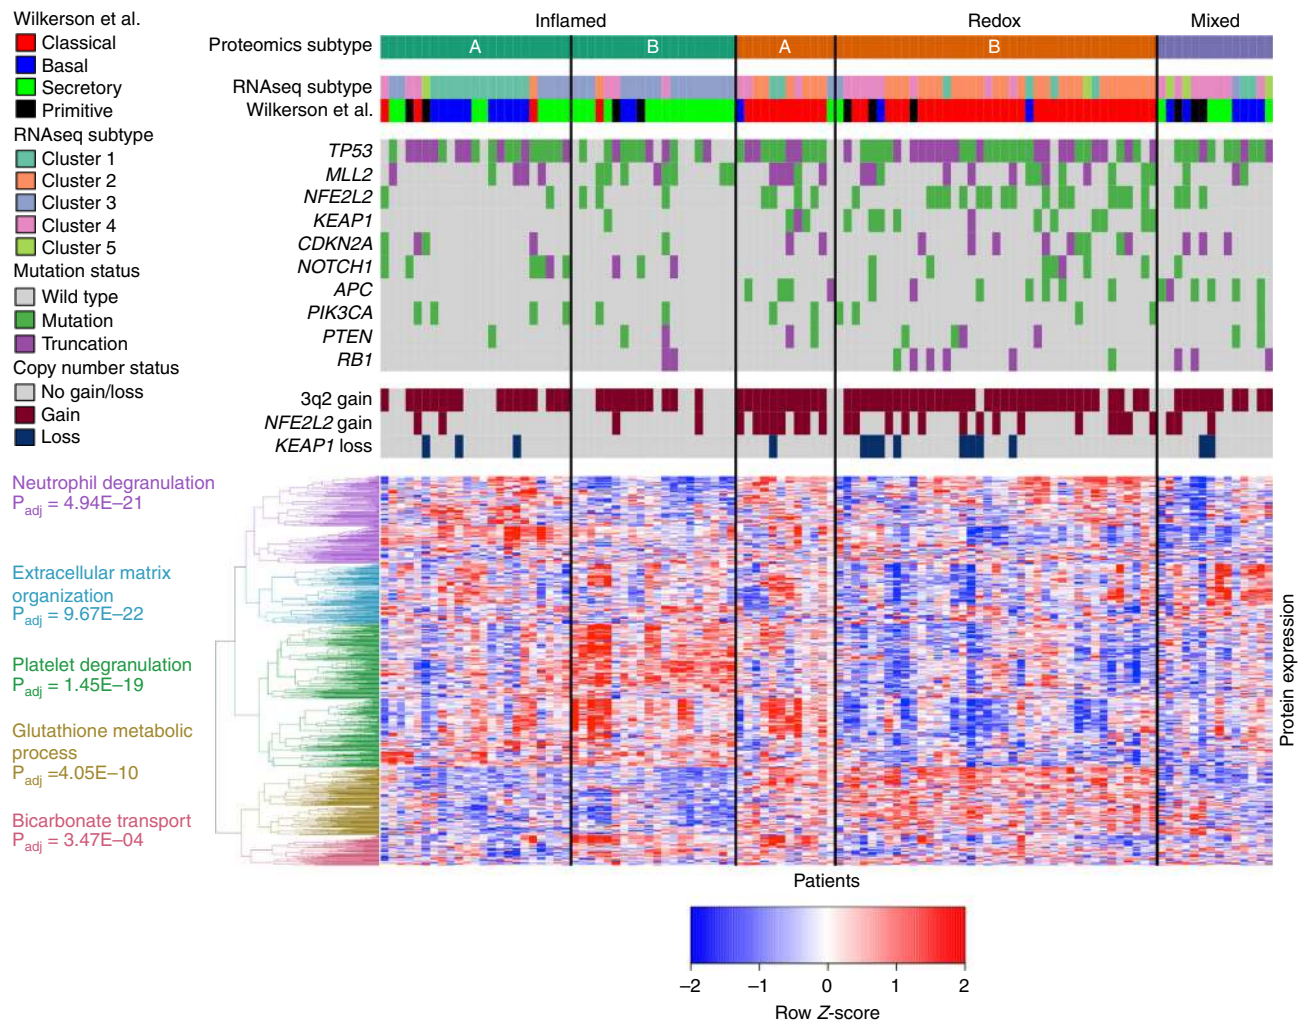 Wilkerson et al.
Classical
Basal
Secretory
Primitive
RNAseq subtype
Cluster 1
Cluster 2
Cluster 3
Cluster 4
Cluster 5
Mutation status
Wild type
Mutation
Truncation
Copy number status
No gain/loss
Gain
Loss
Inflamed
Redox
Mixed
Proteomics subtype
A
B
A
B
RNAseq subtype
Wilkerson et al.
TP53
MLL2
NFE2L2
KEAP1
CDKN2A
NOTCH1
APC
PIK3CA
PTEN
RB1
3q2 gain
NFE2L2 gain
KEAP1 loss
Neutrophil degranulation
Padj = 4.94E–21
Extracellular matrix
organization
Padj = 9.67E–22
Platelet degranulation
Padj = 1.45E–19
Glutathione metabolic
process
Padj =4.05E–10
Bicarbonate transport
Padj = 3.47E–04
Protein expression
Patients
–2
–1
0
1
2
Row Z-score